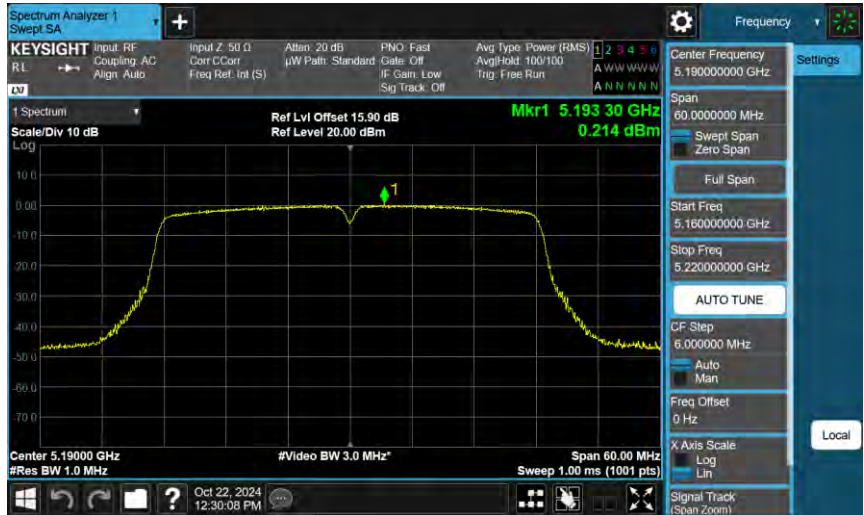 Spectrum Analyzer 1
Swept SA
+
Frequency
KEYSIGHT
RL
LXI
Input: RF
Coupling: AC
Align: Auto
Input Z: 50 Ω
Corr CCorr
Freq Ref: Int (S)
Atten: 20 dB
µW Path: Standard
PNO: Fast
Gate: Off
IF Gain: Low
Sig Track: Off
Avg Type: Power (RMS)
Avg|Hold: 100/100
Trig: Free Run
1 2 3 4 5 6
A W W W W W
A N N N N N
1 Spectrum
Scale/Div 10 dB
Log
Ref Lvl Offset 15.90 dB
Ref Level 20.00 dBm
Mkr1 5.193 30 GHz
0.214 dBm
1
10.0
0.00
-10.0
-20.0
-30.0
-40.0
-50.0
-60.0
-70.0
Center 5.19000 GHz
#Res BW 1.0 MHz
#Video BW 3.0 MHz*
Span 60.00 MHz
Sweep 1.00 ms (1001 pts)
?
Oct 22, 2024
12:30:08 PM
Center Frequency
5.190000000 GHz
Span
60.0000000 MHz
Swept Span
Zero Span
Full Span
Start Freq
5.160000000 GHz
Stop Freq
5.220000000 GHz
AUTO TUNE
CF Step
6.000000 MHz
Auto
Man
Freq Offset
0 Hz
X Axis Scale
Log
Lin
Signal Track
(Span Zoom)
Settings
Local